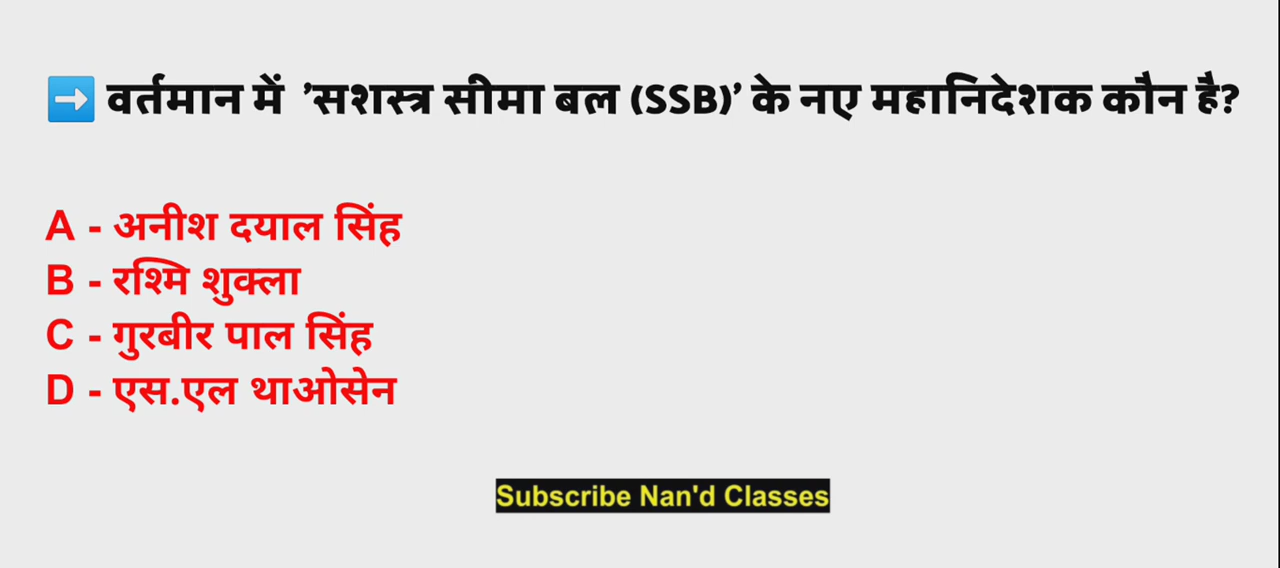 ➡️ वर्तमान में ’सशस्त्र सीमा बल (SSB)’ के नए महानिदेशक कौन है?
A - अनीश दयाल सिंह
B - रश्मि शुक्ला
C - गुरबीर पाल सिंह
D - एस.एल थाओसेन
Subscribe Nan'd Classes